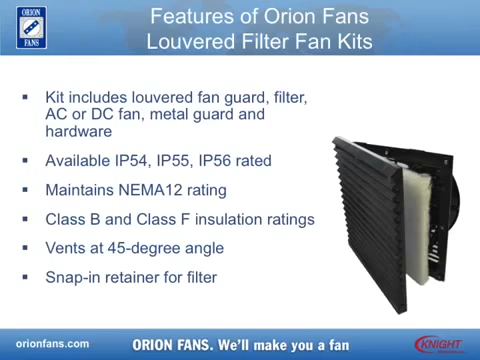 ORION
FANS
Features of Orion Fans
Louvered Filter Fan Kits
▪ Kit includes louvered fan guard, filter,
AC or DC fan, metal guard and
hardware
▪ Available IP54, IP55, IP56 rated
▪ Maintains NEMA12 rating
▪ Class B and Class F insulation ratings
▪ Vents at 45-degree angle
▪ Snap-in retainer for filter
orionfans.com
ORION FANS. We'll make you a fan
KNIGHT